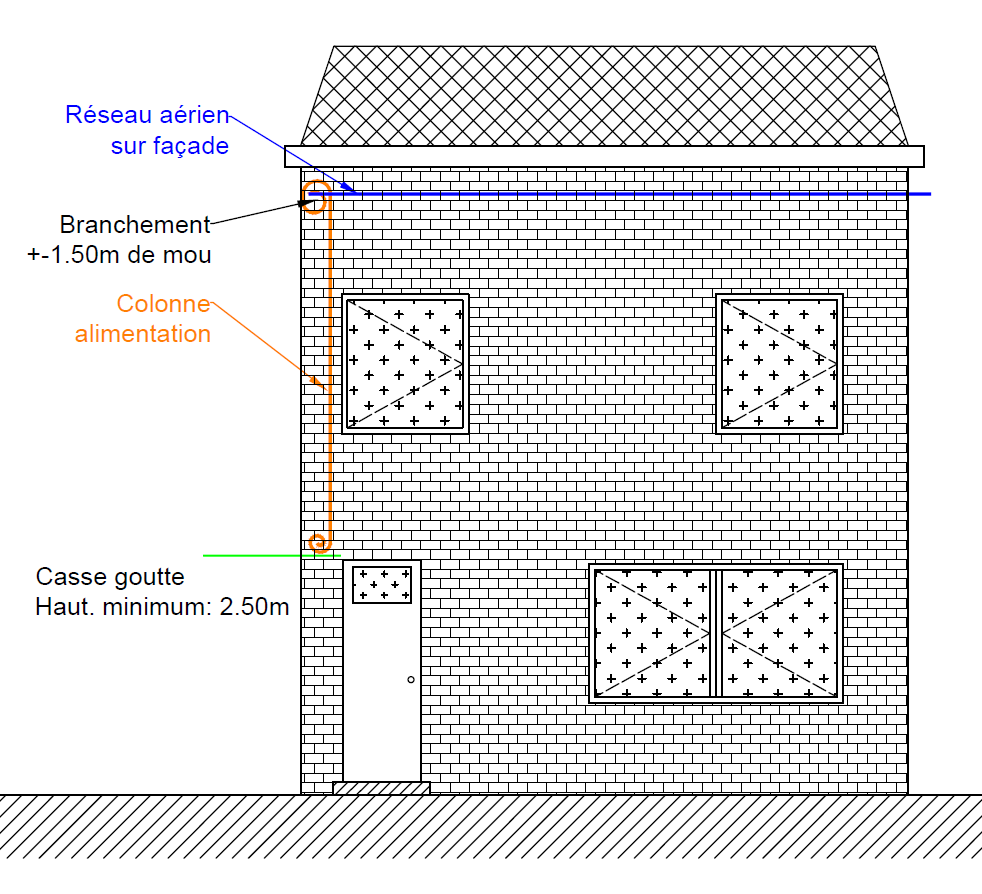 Réseau aérien
sur façade
Branchement
+-1.50m de mou
Colonne
alimentation
Casse goutte
Haut. minimum: 2.50m